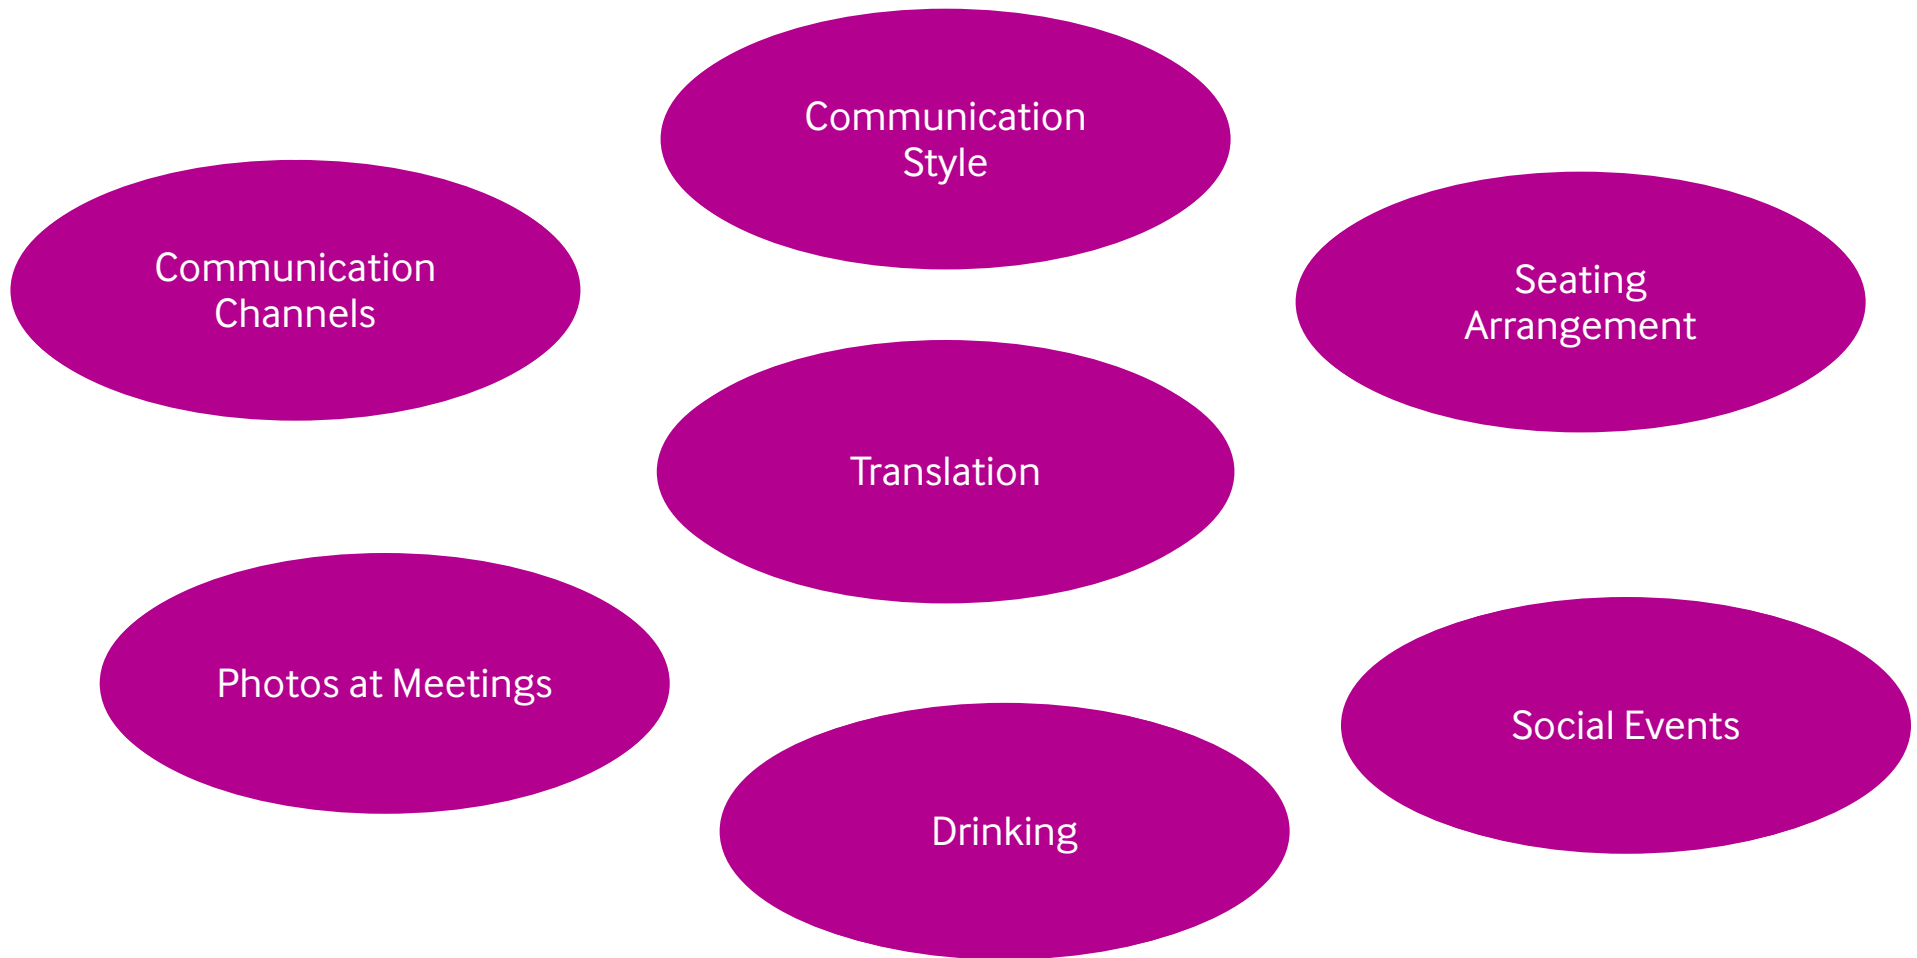 Communication
Style
Communication
Channels
Seating
Arrangement
Translation
Photos at Meetings
Social Events
Drinking